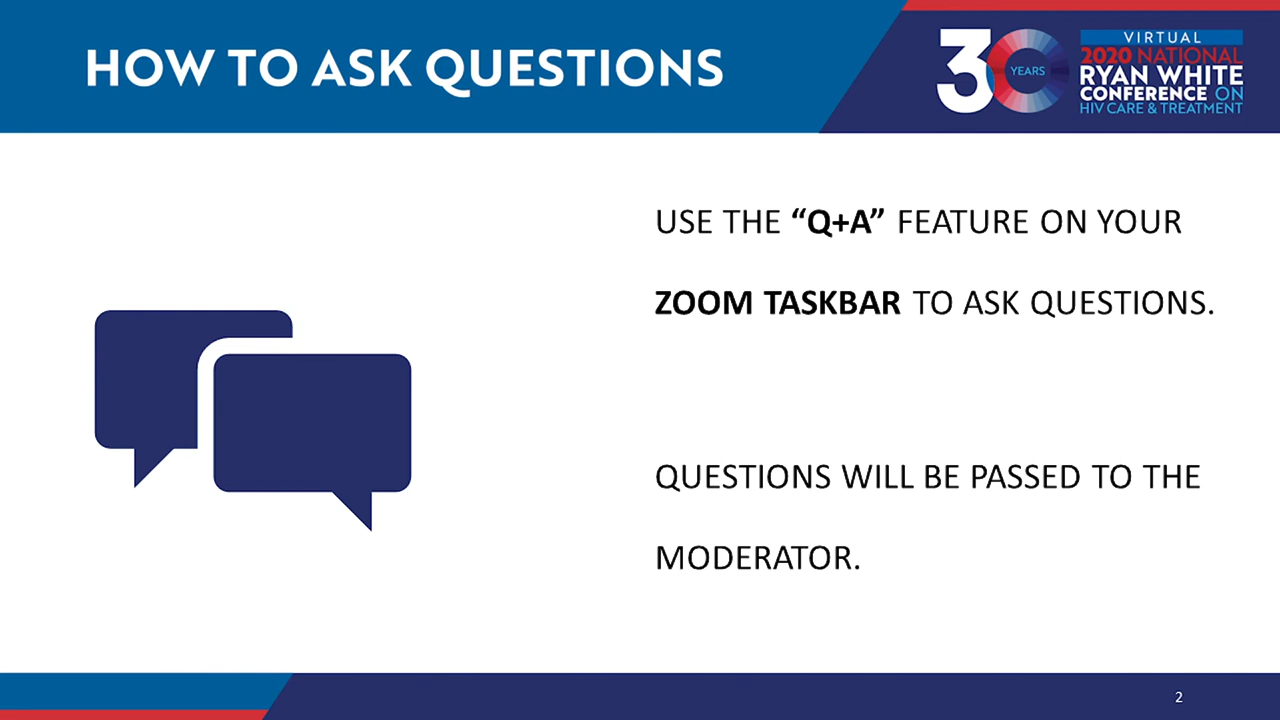 HOW TO ASK QUESTIONS
30
YEARS
VIRTUAL
2020 NATIONAL
RYAN WHITE
CONFERENCE ON
HIV CARE & TREATMENT
USE THE “Q+A” FEATURE ON YOUR
ZOOM TASKBAR TO ASK QUESTIONS.
QUESTIONS WILL BE PASSED TO THE
MODERATOR.
2